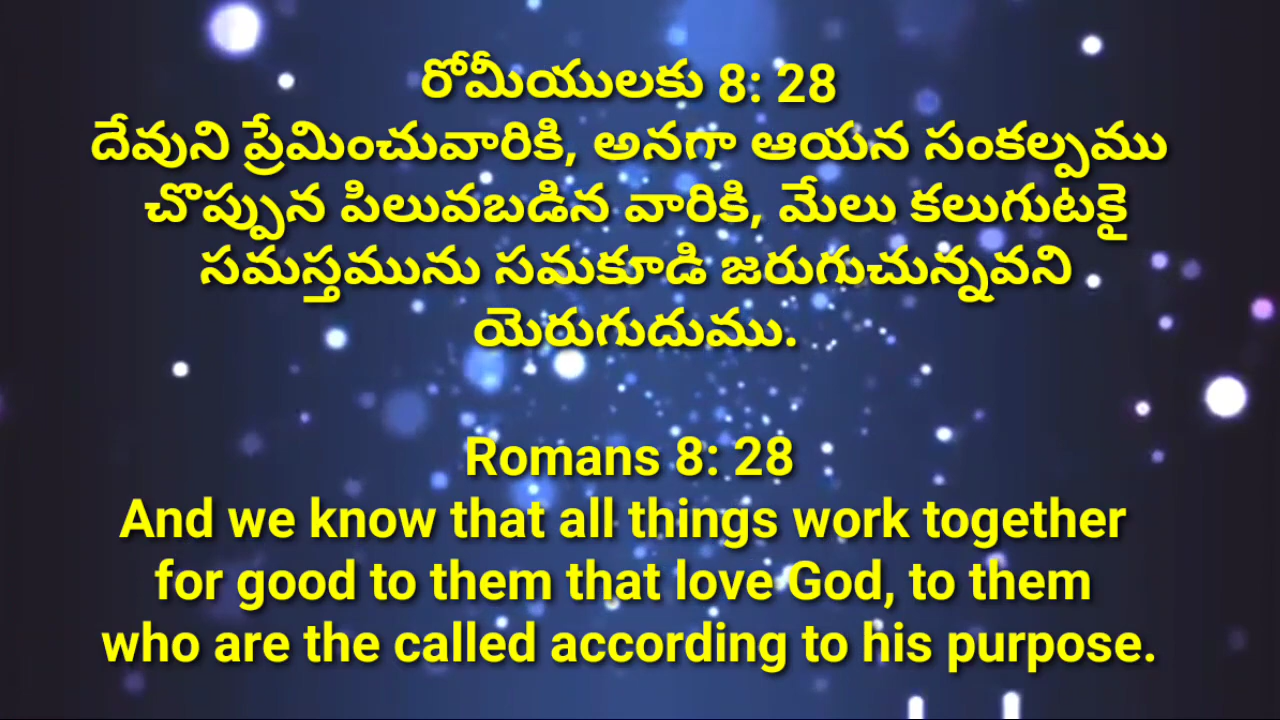 రోమీయులకు 8: 28
దేవుని ప్రేమించువారికి, అనగా ఆయన సంకల్పము
చొప్పున పిలువబడిన వారికి, మేలు కలుగుటకై
సమస్తమును సమకూడి జరుగుచున్నవని
యెరుగుదుము.
Romans 8: 28
And we know that all things work together
for good to them that love God, to them
who are the called according to his purpose.